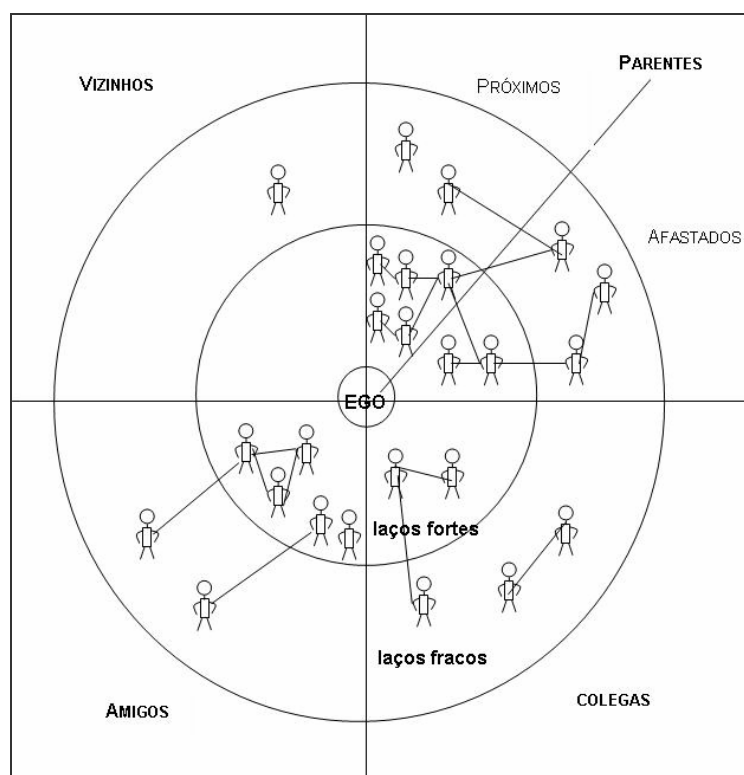 PARENTES
VIZINHOS
PRÓXIMOS
AFASTADOS
EGO
laços fortes
laços fracos
AMIGOS
COLEGAS